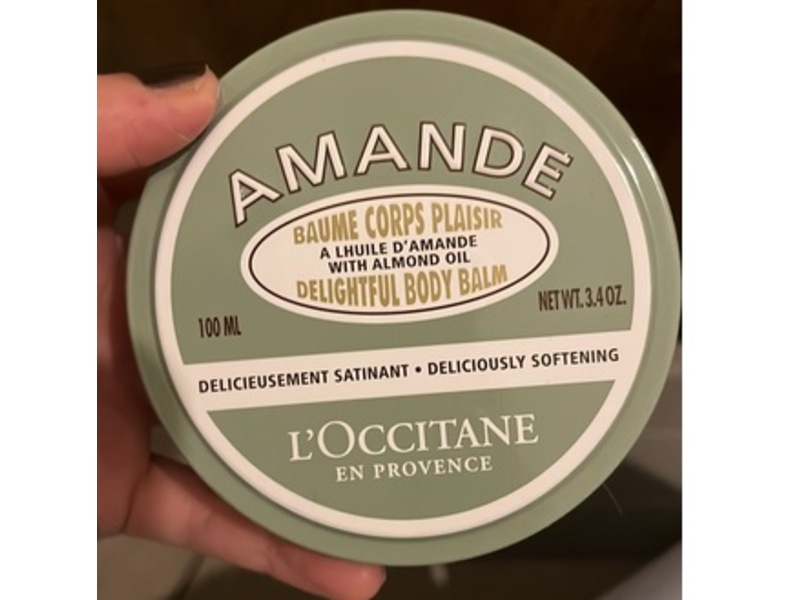 AMANDE
BAUME CORPS PLAISIR
A LHUILE D'AMANDE
WITH ALMOND OIL
DELIGHTFUL BODY BALM
100 ML
NET WT. 3.4 OZ.
DELICIEUSEMENT SATINANT • DELICIOUSLY SOFTENING
L'OCCITANE
EN PROVENCE